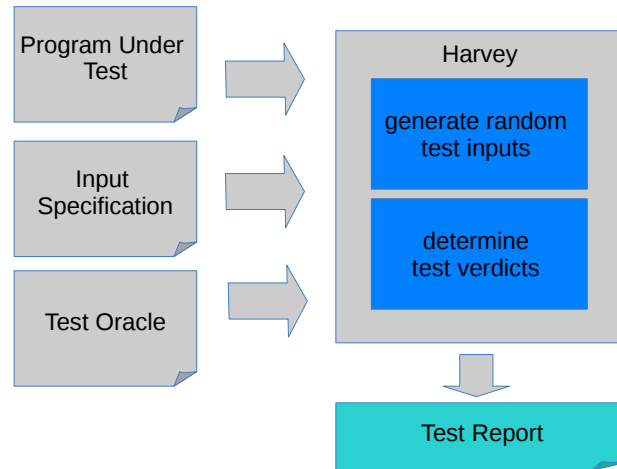 Program Under
Test
Input
Specification
Test Oracle
Harvey
generate random
test inputs
determine
test verdicts
Test Report